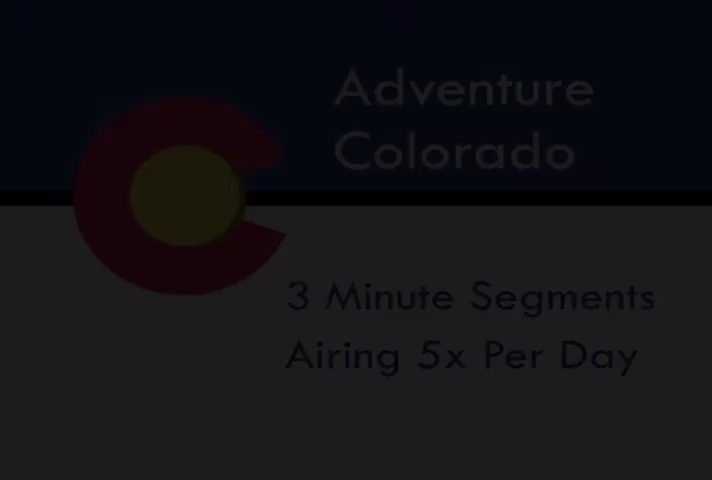 Adventure
Colorado
3 Minute Segments
Airing 5x Per Day